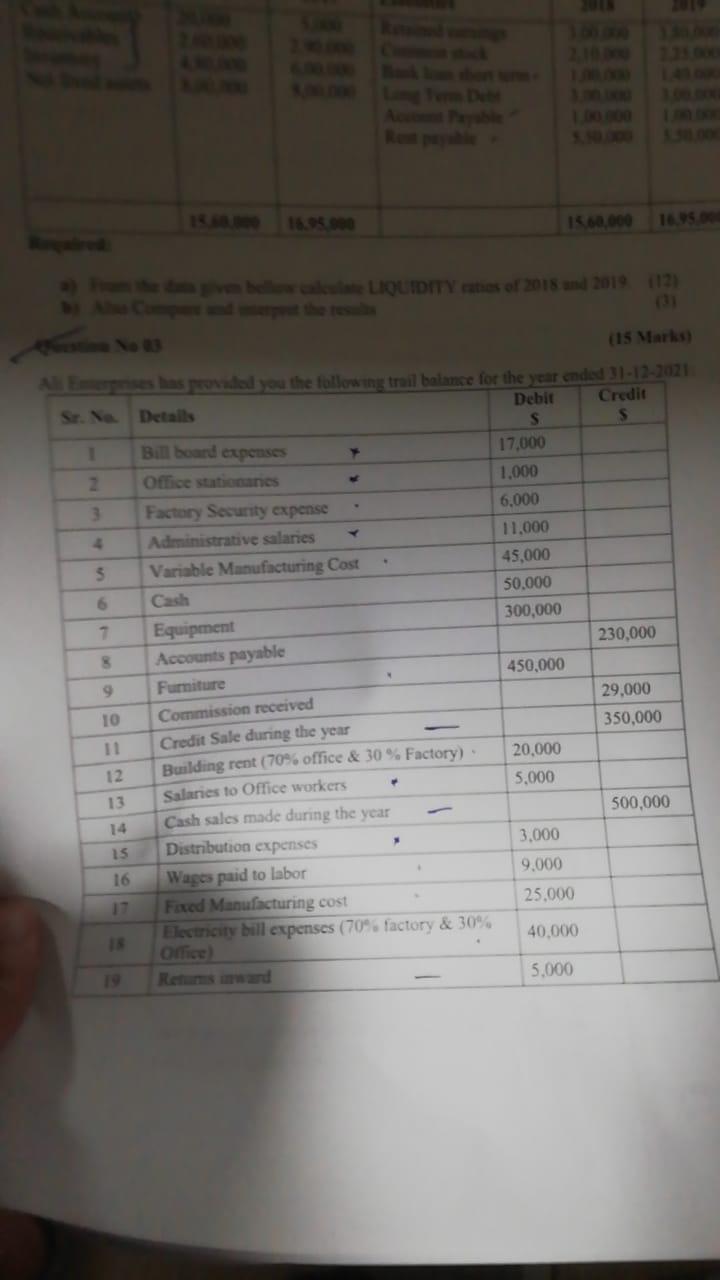 2018 2019
Cash 20,000 5,000 Retained earnings 3,00,000
2,60,000 2,90,000 Common stock 2,10,000 2,25,000
4,80,000 6,00,000 Bank loan short term 1,00,000 1,40,000
8,00,000 8,00,000 Long Term Debt 3,00,000 3,00,000
Account Payable 1,00,000 1,00,000
Rent payable 5,50,000 5,50,000
15,60,000 16,95,000 15,60,000 16,95,00
Required:
a) From the data given bellow calculate LIQUIDITY ratios of 2018 and 2019. (12)
b) Also Compare and interpret the results (3)
Question No 03 (15 Marks)
Ali Enterprises has provided you the following trail balance for the year ended 31-12-2021.
Sr. No. Details Debit $ Credit $
1 Bill board expenses 17,000
2 Office stationaries 1,000
3 Factory Security expense 6,000
4 Administrative salaries 11,000
5 Variable Manufacturing Cost 45,000
6 Cash 50,000
7 Equipment 300,000
8 Accounts payable 230,000
9 Furniture 450,000
10 Commission received 29,000
11 Credit Sale during the year 350,000
12 Building rent (70% office & 30 % Factory) 20,000
13 Salaries to Office workers 5,000
14 Cash sales made during the year 500,000
15 Distribution expenses 3,000
16 Wages paid to labor 9,000
17 Fixed Manufacturing cost 25,000
18 Electricity bill expenses (70% factory & 30% 40,000
Office)
19 Returns inward 5,000